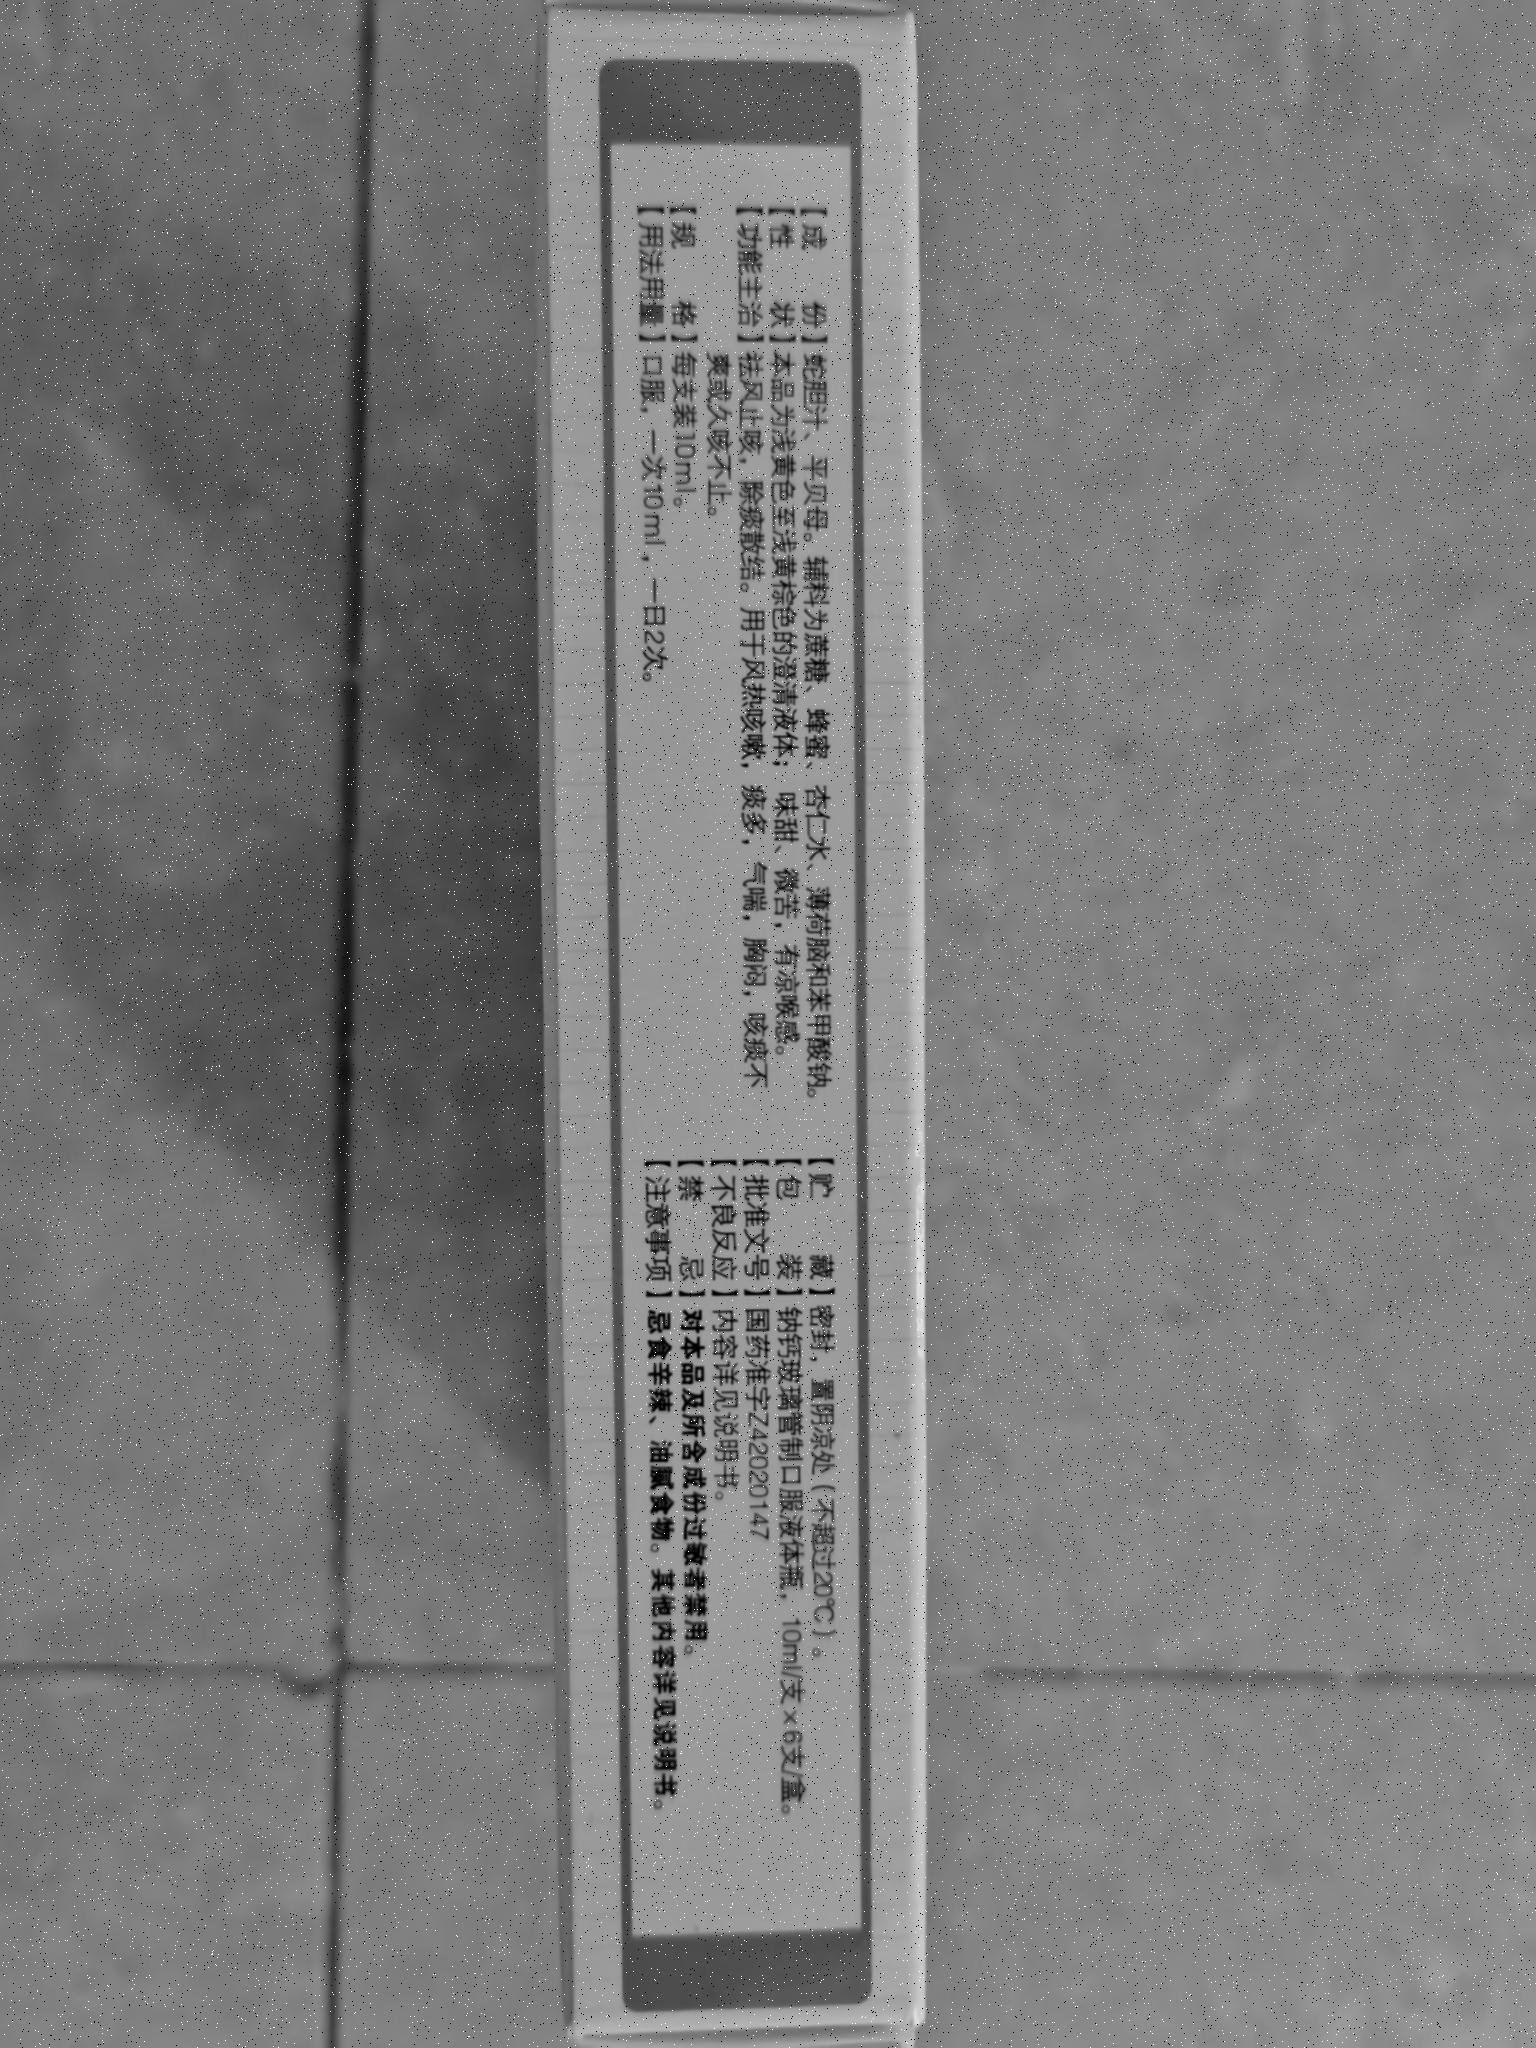 【成份】蛇胆汁、平贝母。辅料为蔗糖、蜂蜜、杏仁水、薄荷脑和苯甲酸钠。
【性状】本品为浅黄色至浅黄棕色的澄清液体；味甜、微苦，有凉喉感。
【功能主治】祛风止咳，除痰散结。用于风热咳嗽，痰多，气喘，胸闷，咳痰不
爽或久咳不止。
【规格】每支装10ml。
【用法用量】口服，一次10ml，一日2次。
【贮藏】密封，置阴凉处（不超过20℃）。
【包装】钠钙玻璃管制口服液体瓶，10ml/支×6支/盒。
【批准文号】国药准字Z42020147
【不良反应】内容详见说明书。
【禁忌】对本品及所含成份过敏者禁用。
【注意事项】忌食辛辣、油腻食物。其他内容详见说明书。